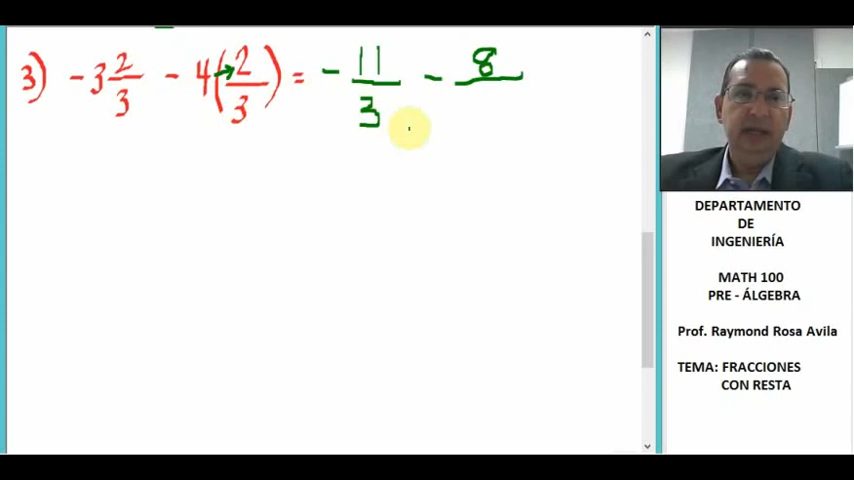 3) -3 2/3 - 4(2/3) = - 11/3 - 8
DEPARTAMENTO
DE
INGENIERÍA
MATH 100
PRE - ÁLGEBRA
Prof. Raymond Rosa Avila
TEMA: FRACCIONES
CON RESTA